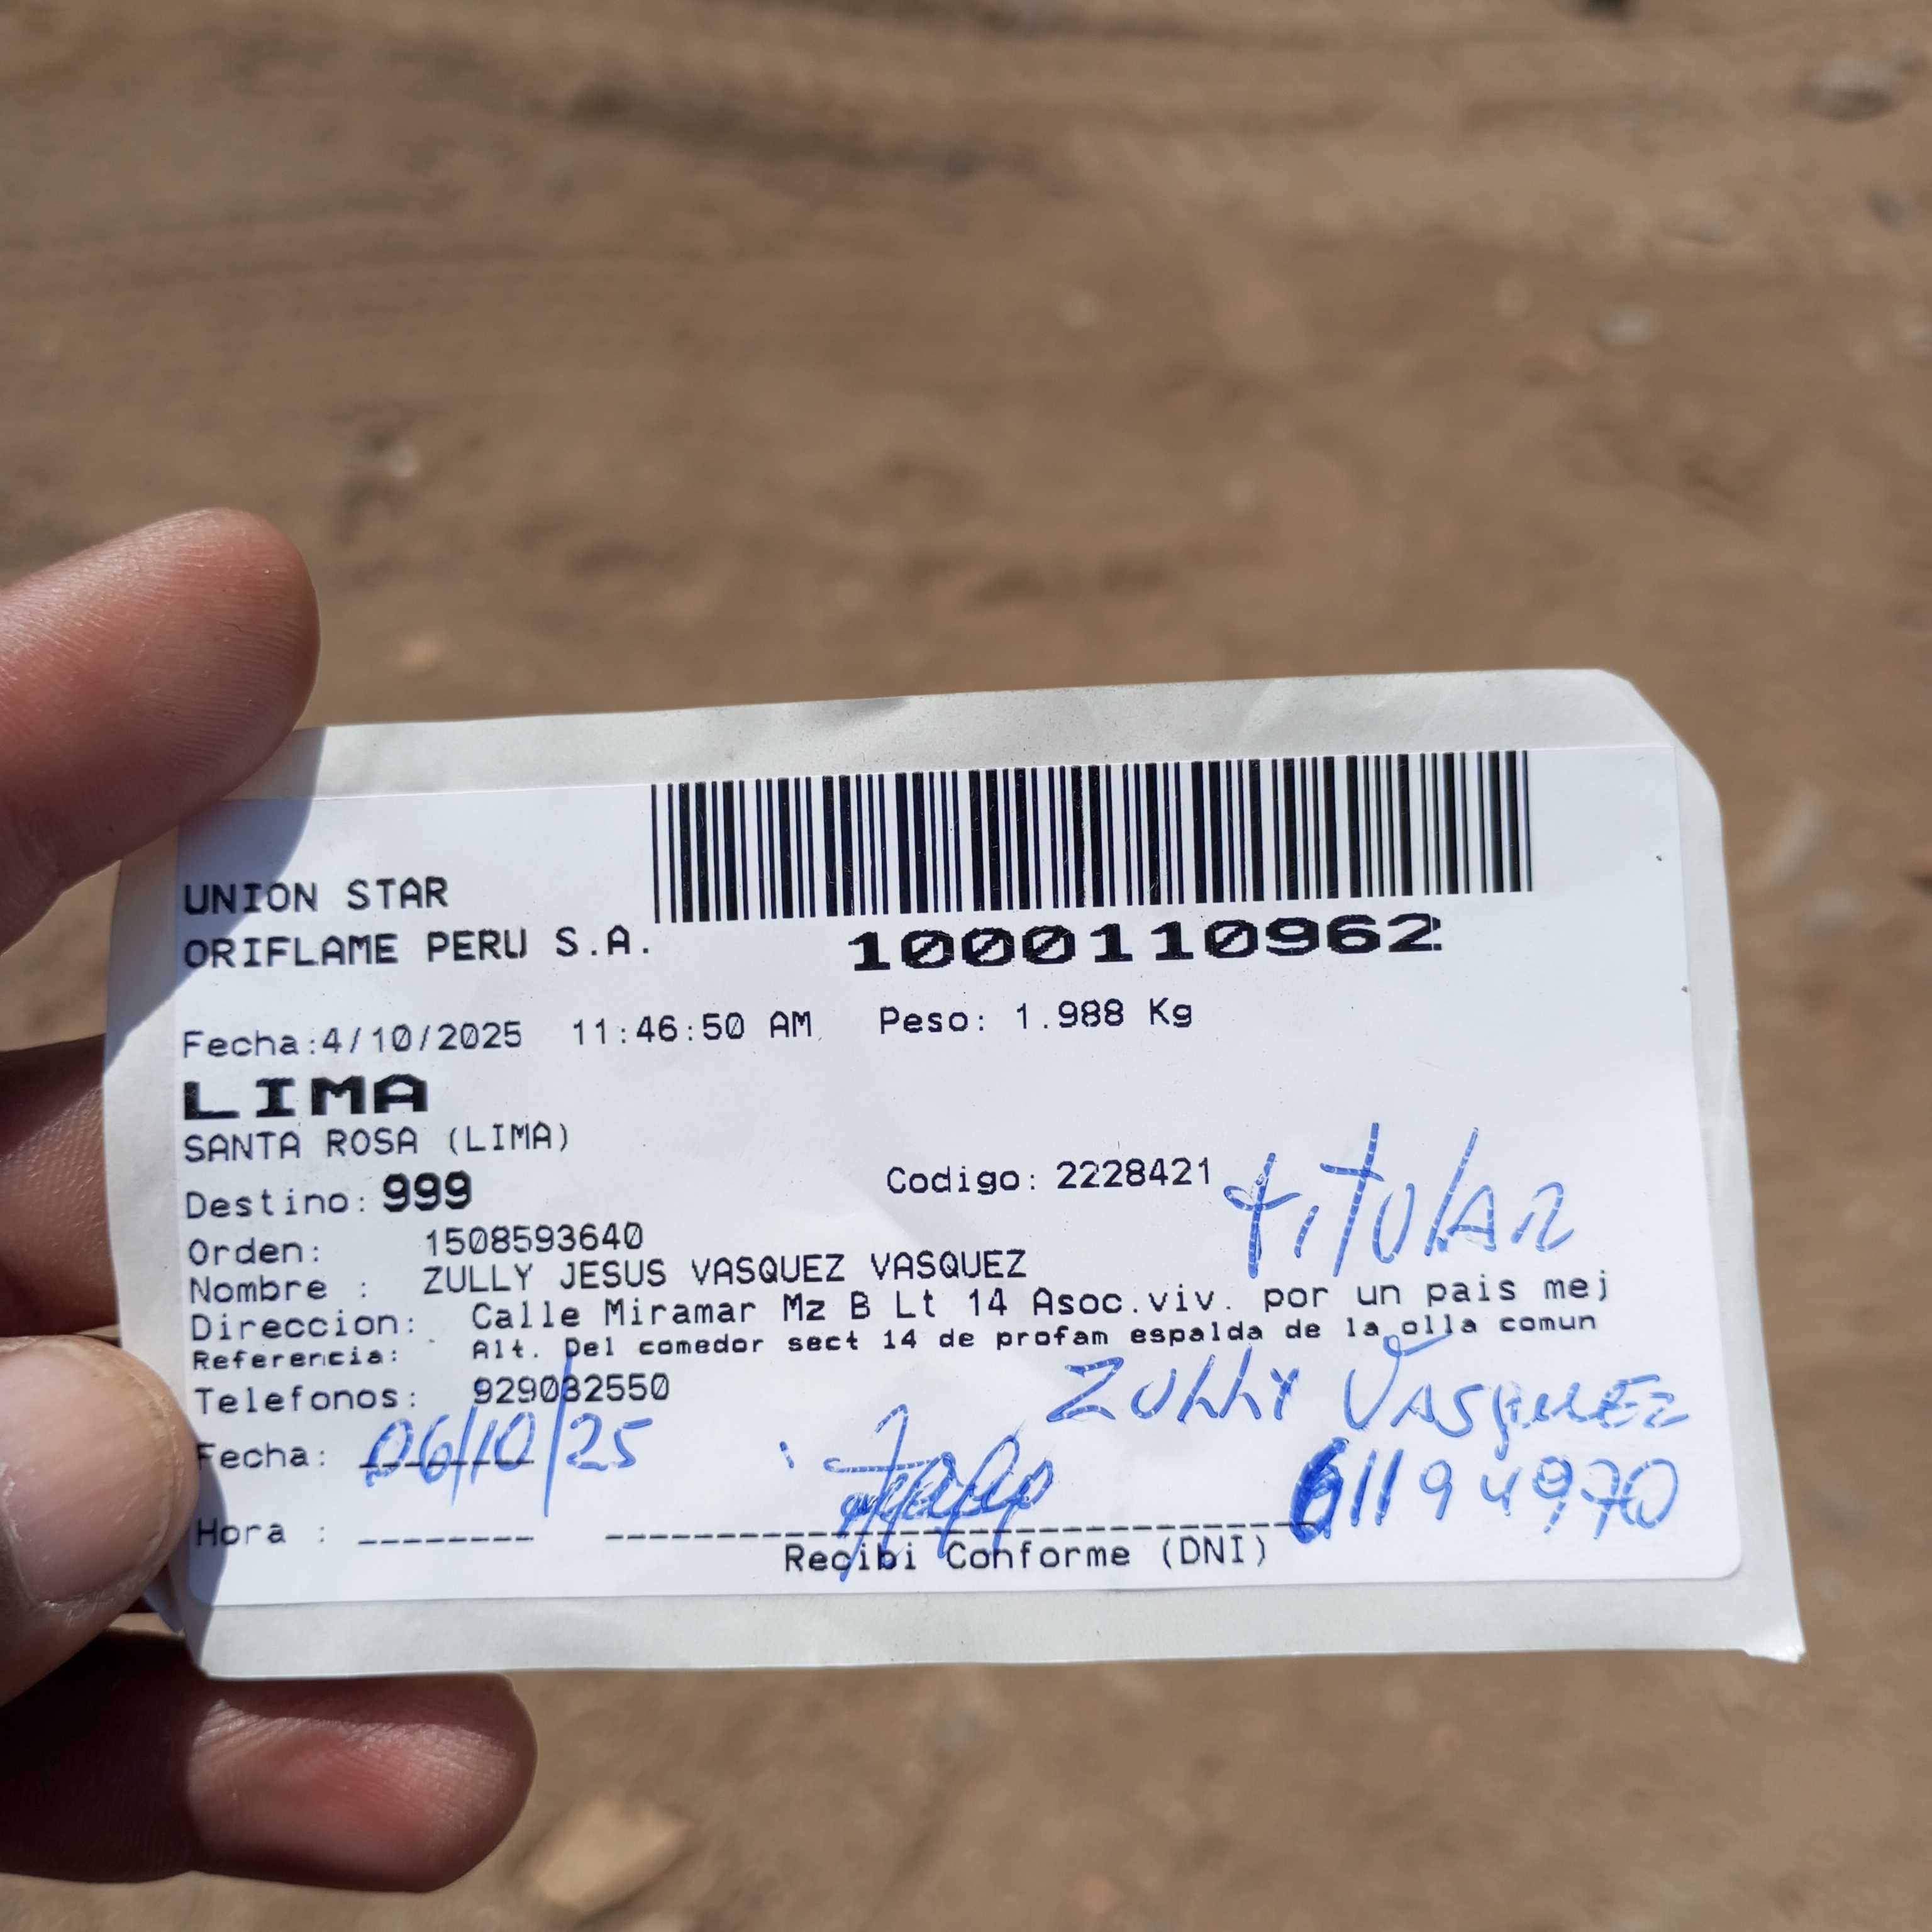 UNION STAR
ORIFLAME PERU S.A.
1000110962
Fecha:4/10/2025 11:46:50 AM Peso: 1.988 Kg
LIMA
SANTA ROSA (LIMA)
Destino: 999 Codigo: 2228421
titular
Orden: 1508593640
Nombre : ZULLY JESUS VASQUEZ VASQUEZ
Direccion: Calle Miramar Mz B Lt 14 Asoc.viv. por un pais mej
Referencia: Alt. Del comedor sect 14 de profam espalda de la olla comun
Telefonos: 929032550
ZULLY VASQUEZ
Fecha: 06/10/25
61194970
Hora : --------
Recibi Conforme (DNI)